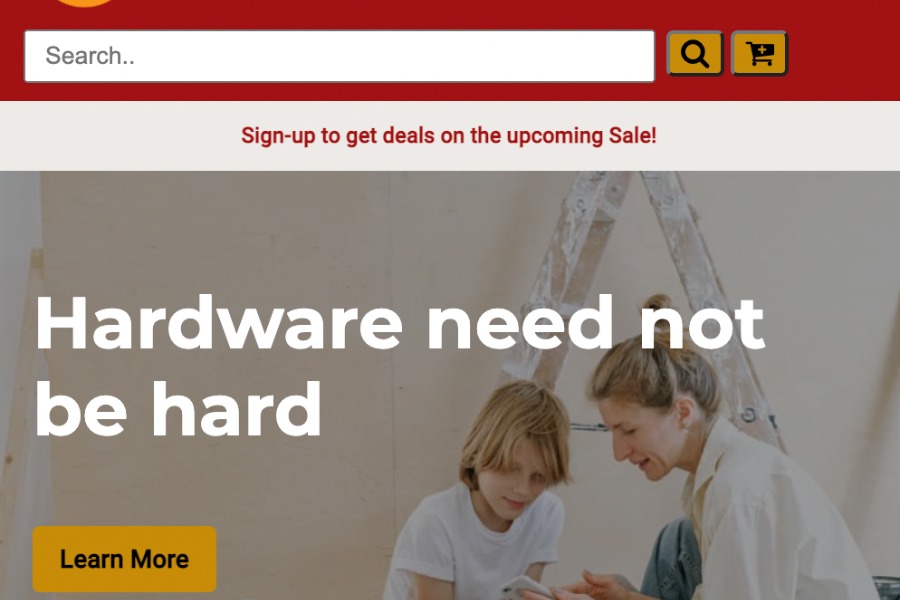 Search..
Sign-up to get deals on the upcoming Sale!
Hardware need not
be hard
Learn More